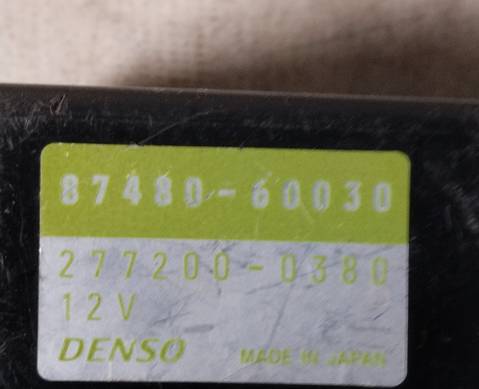 87480-60030
277200-0380
12V
DENSO MADE IN JAPAN